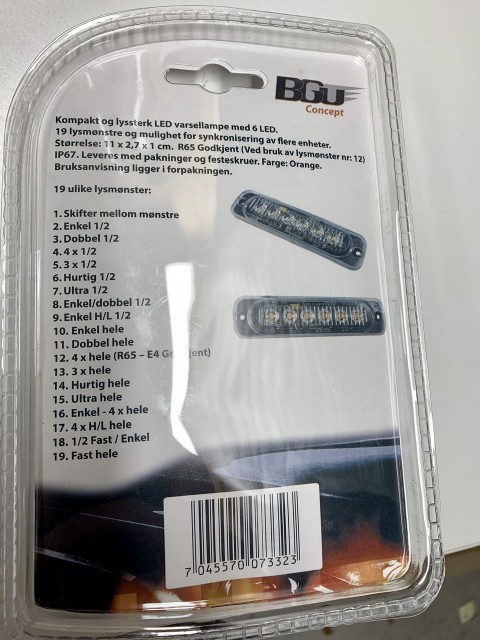 BGU
Concept
Kompakt og lyssterk LED varsellampe med 6 LED.
19 lysmønstre og mulighet for synkronisering av flere enheter.
Størrelse: 11 x 2,7 x 1 cm. R65 Godkjent (Ved bruk av lysmønster nr: 12)
IP67. Leveres med pakninger og festeskruer. Farge: Orange.
Bruksanvisning ligger i forpakningen.
19 ulike lysmønster:
1. Skifter mellom mønstre
2. Enkel 1/2
3. Dobbel 1/2
4. 4 x 1/2
5. 3 x 1/2
6. Hurtig 1/2
7. Ultra 1/2
8. Enkel/dobbel 1/2
9. Enkel H/L 1/2
10. Enkel hele
11. Dobbel hele
12. 4 x hele (R65 – E4 Godkjent)
13. 3 x hele
14. Hurtig hele
15. Ultra hele
16. Enkel - 4 x hele
17. 4 x H/L hele
18. 1/2 Fast / Enkel
19. Fast hele
7 045570 073323